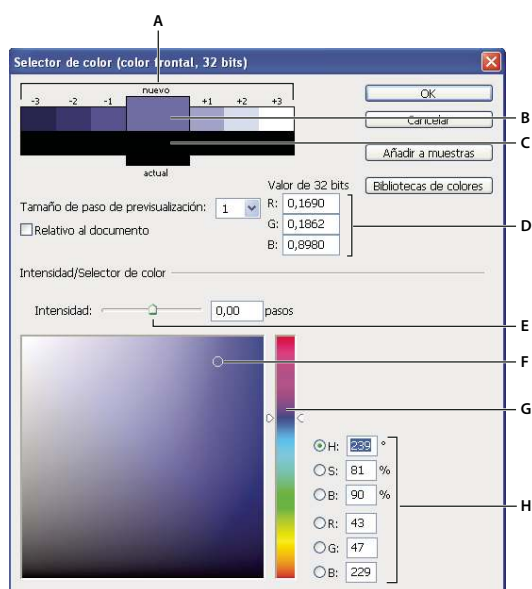 A
Selector de color (color frontal, 32 bits)
nuevo
-3 -2 -1 +1 +2 +3
OK
B
Cancelar
C
actual
Añadir a muestras
Valor de 32 bits
Bibliotecas de colores
Tamaño de paso de previsualización: 1
R: 0,1690
Relativo al documento
G: 0,1862
D
B: 0,8980
Intensidad/Selector de color
Intensidad: 0,00 pasos
E
F
G
H: 239 °
S: 81 %
B: 90 %
H
R: 43
G: 47
B: 229